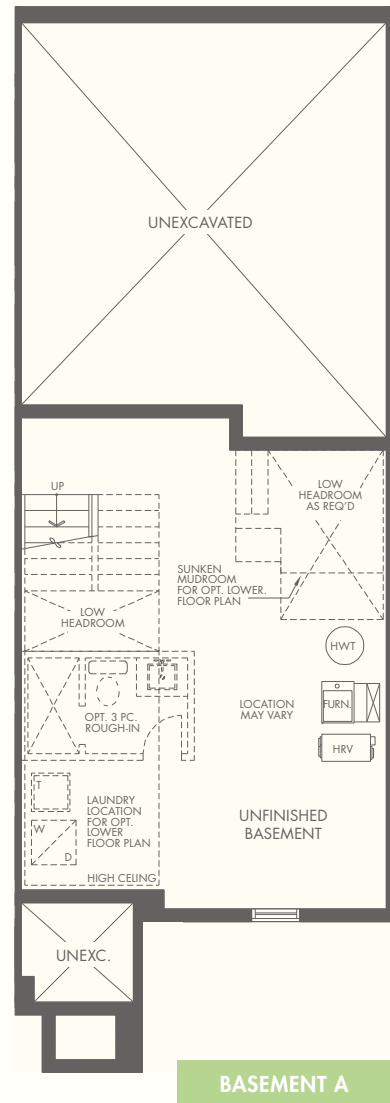 UNEXCAVATED
UP
LOW
HEADROOM
AS REQ'D
SUNKEN
MUDROOM
FOR OPT. LOWER.
FLOOR PLAN
LOW
HEADROOM
HWT
OPT. 3 PC.
ROUGH-IN
LOCATION
MAY VARY
FURN.
HRV
T
W
D
LAUNDRY
LOCATION
FOR OPT.
LOWER
FLOOR PLAN
HIGH CELING
UNFINISHED
BASEMENT
UNEXC.
BASEMENT A